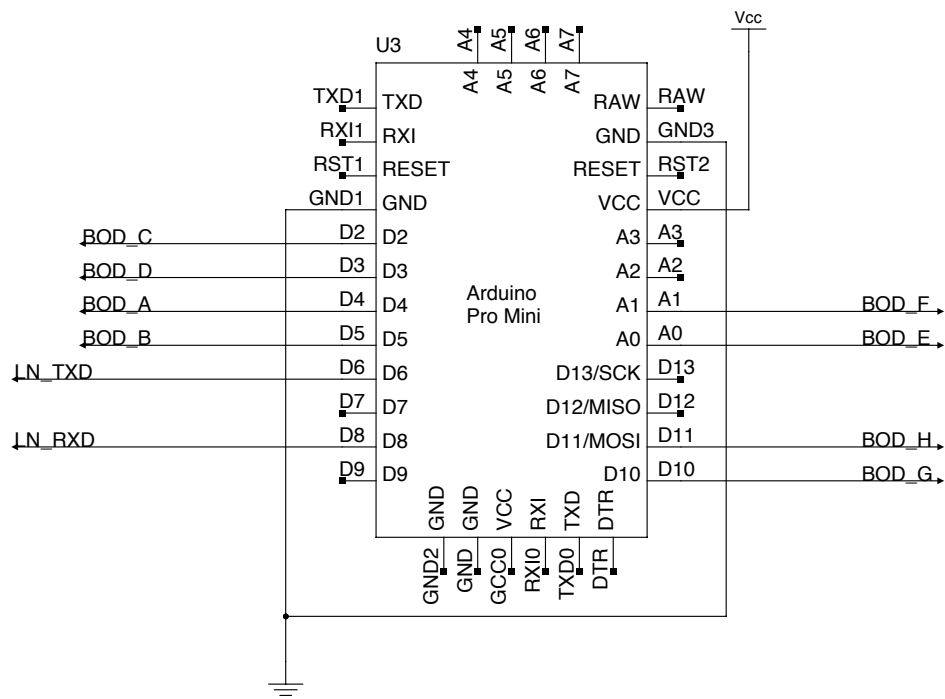 Vcc
U3
A4 A5 A6 A7
A4 A5 A6 A7
TXD1 TXD RAW RAW
RXI1 RXI GND GND3
RST1 RESET RESET RST2
GND1 GND VCC VCC
BOD_C D2 D2 A3 A3
BOD_D D3 D3 A2 A2
BOD_A D4 D4 Arduino A1 A1 BOD_F
Pro Mini
BOD_B D5 D5 A0 A0 BOD_E
LN_TXD D6 D6 D13/SCK D13
D7 D7 D12/MISO D12
LN_RXD D8 D8 D11/MOSI D11 BOD_H
D9 D9 D10 D10 BOD_G
GND GND VCC RXI TXD DTR
GND2 GND GCC0 RXI0 TXD0 DTR